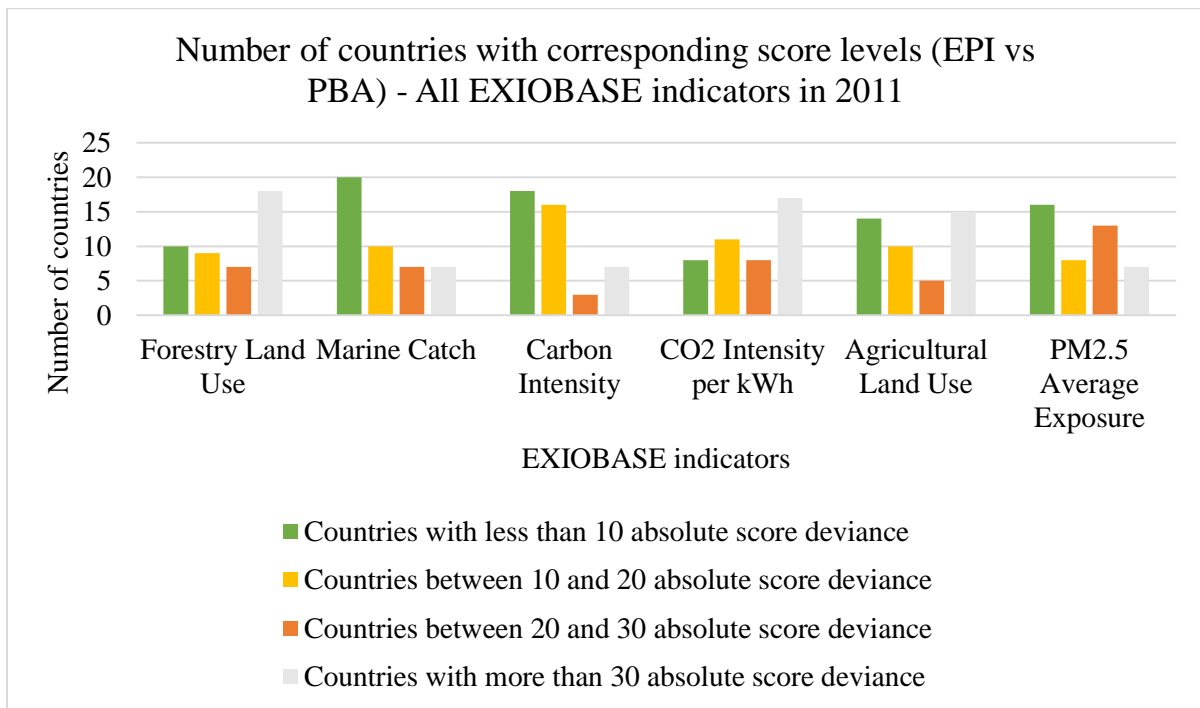 Number of countries with corresponding score levels (EPI vs
PBA) - All EXIOBASE indicators in 2011
Number of countries
25
20
15
10
5
0
Forestry Land
Use
Marine Catch
Carbon
Intensity
CO2 Intensity
per kWh
Agricultural
Land Use
PM2.5
Average
Exposure
EXIOBASE indicators
Countries with less than 10 absolute score deviance
Countries between 10 and 20 absolute score deviance
Countries between 20 and 30 absolute score deviance
Countries with more than 30 absolute score deviance